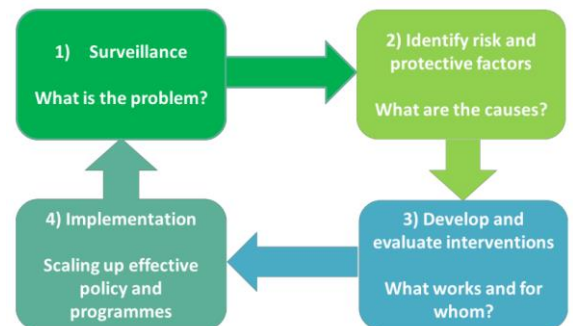 1) Surveillance
What is the problem?
2) Identify risk and
protective factors
What are the causes?
3) Develop and
evaluate interventions
What works and for
whom?
4) Implementation
Scaling up effective
policy and
programmes